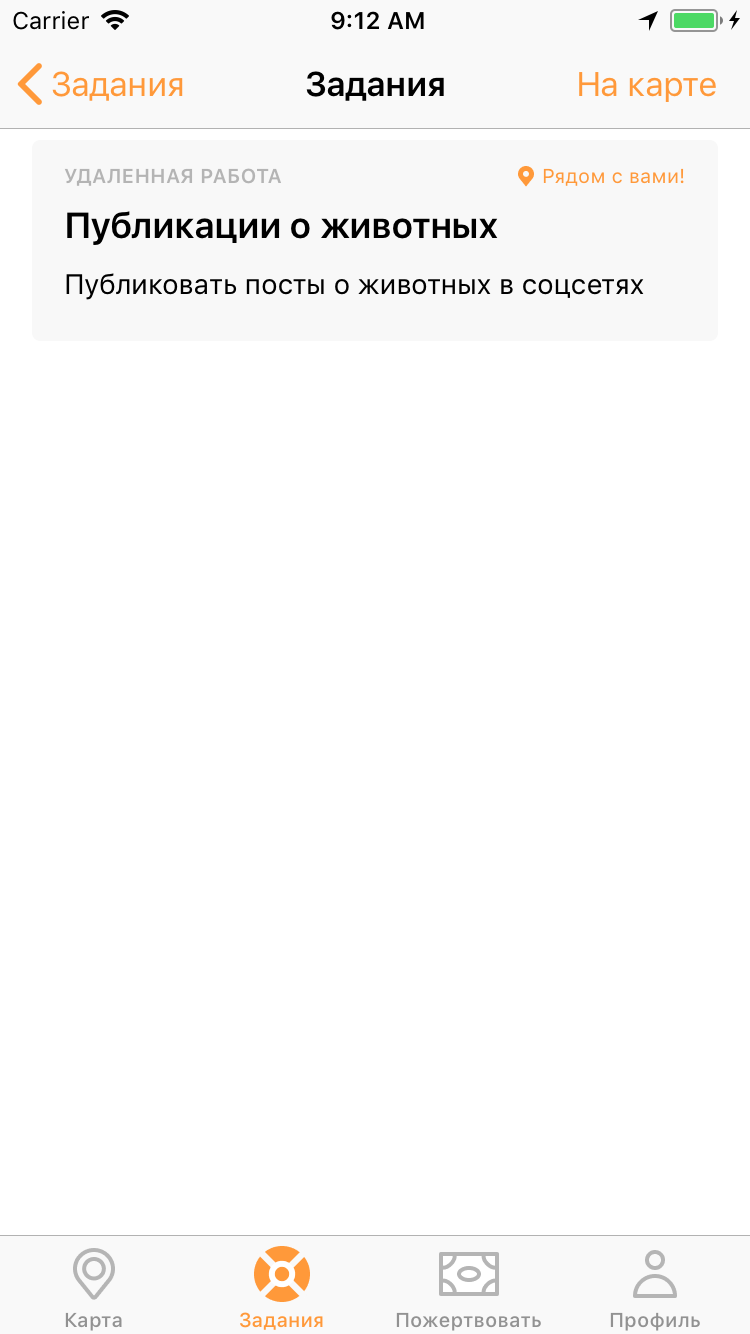 Carrier 9:12 AM
Задания Задания На карте
УДАЛЕННАЯ РАБОТА Рядом с вами!
Публикации о животных
Публиковать посты о животных в соцсетях
Карта Задания Пожертвовать Профиль